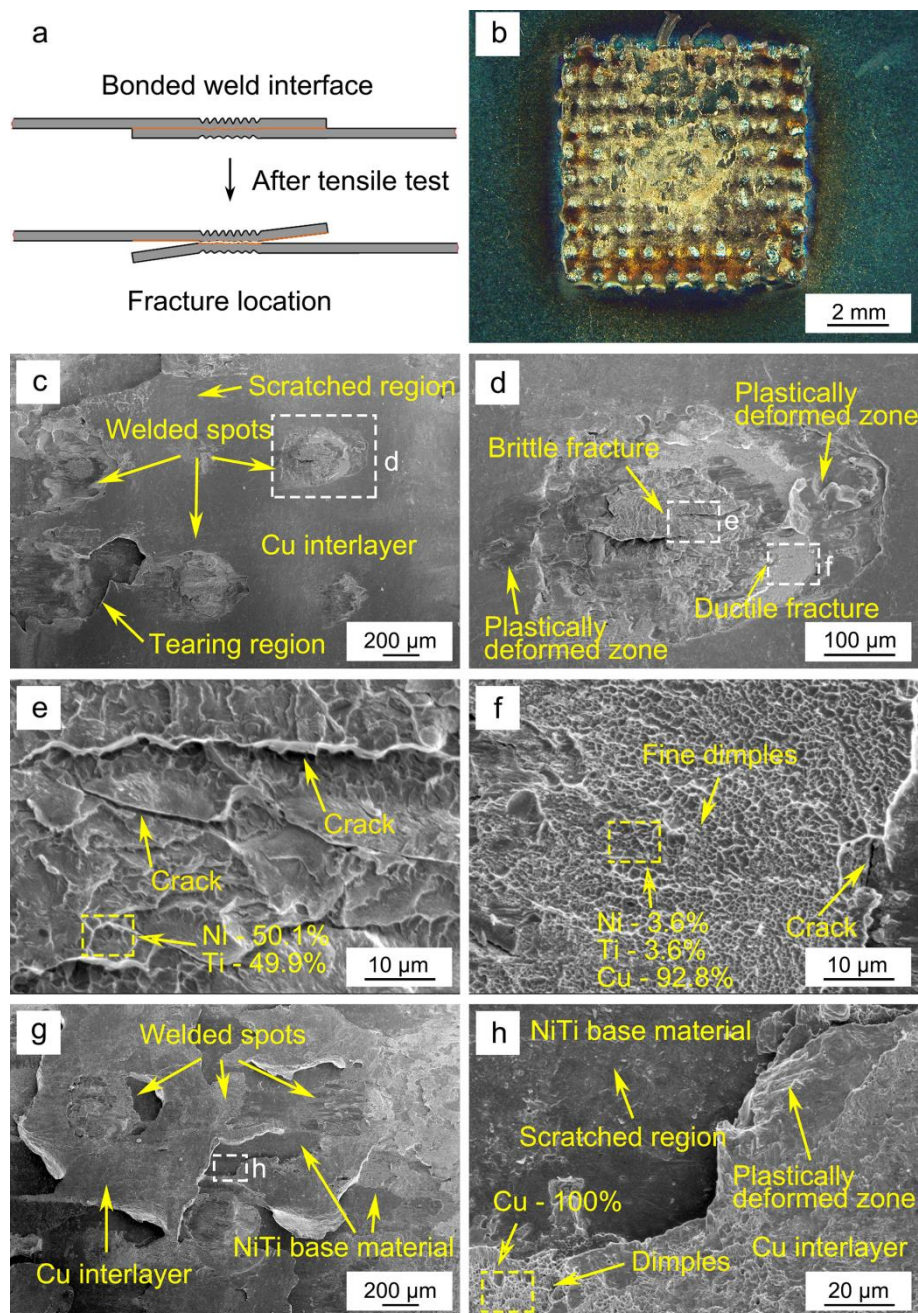 a
Bonded weld interface
After tensile test
Fracture location
b
2 mm
c
Scratched region
Welded spots
d
Cu interlayer
Tearing region
200 µm
d
Plastically
deformed zone
Brittle fracture
e
f
Ductile fracture
Plastically
deformed zone
100 µm
e
Crack
Crack
Ni - 50.1%
Ti - 49.9%
10 µm
f
Fine dimples
Ni - 3.6%
Ti - 3.6%
Cu - 92.8%
Crack
10 µm
g
Welded spots
h
NiTi base material
Cu interlayer
200 µm
h
NiTi base material
Scratched region
Plastically
deformed zone
Cu - 100%
Cu interlayer
Dimples
20 µm